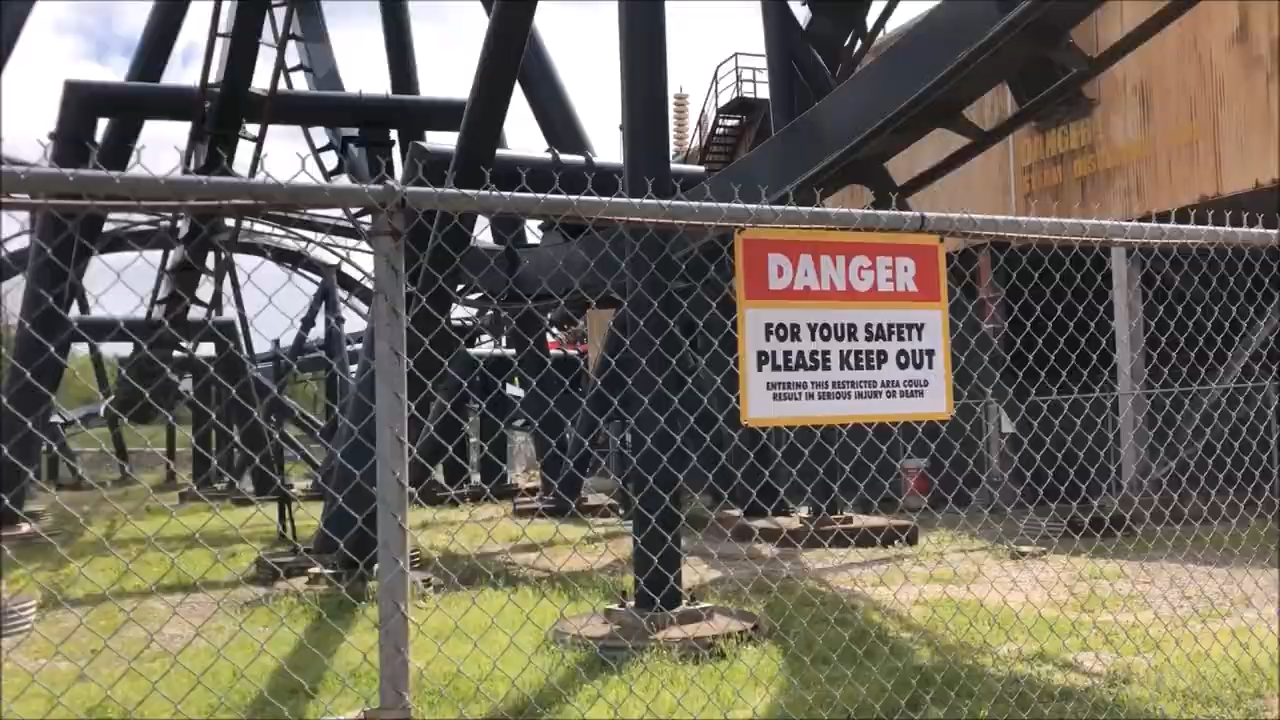 DANGER
DANGER
FOR YOUR SAFETY
PLEASE KEEP OUT
ENTERING THIS RESTRICTED AREA COULD
RESULT IN SERIOUS INJURY OR DEATH